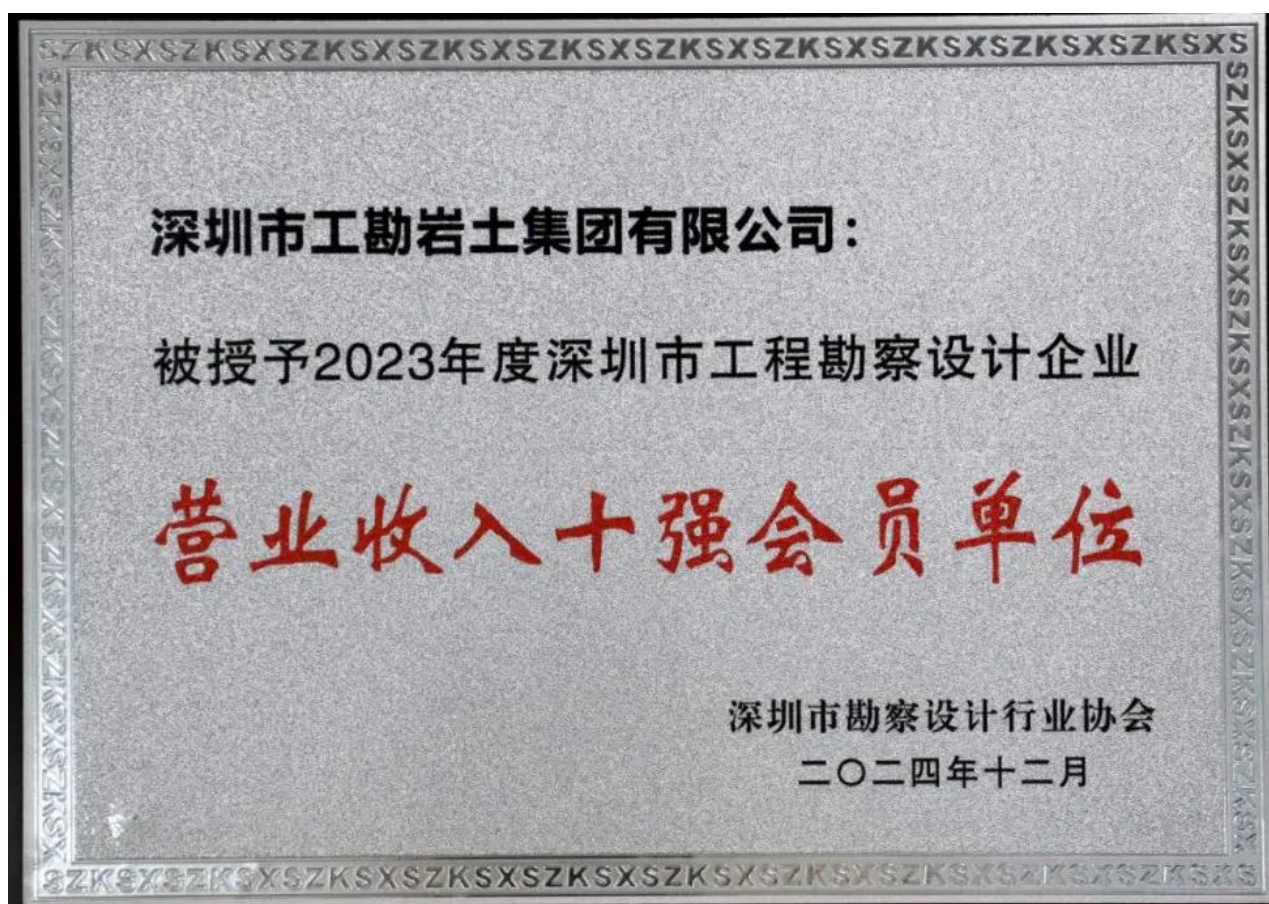 SZKSXSZKSXSZKSXSZKSXSZKSXSZKSXSZKSXSZKSXSZKSXS
深圳市工勘岩土集团有限公司：
被授予2023年度深圳市工程勘察设计企业
营业收入十强会员单位
深圳市勘察设计行业协会
二〇二四年十二月
SZKSXSZKSXSZKSXSZKSXSZKSXSZKSXSZKSXSZKSXSZKSXS